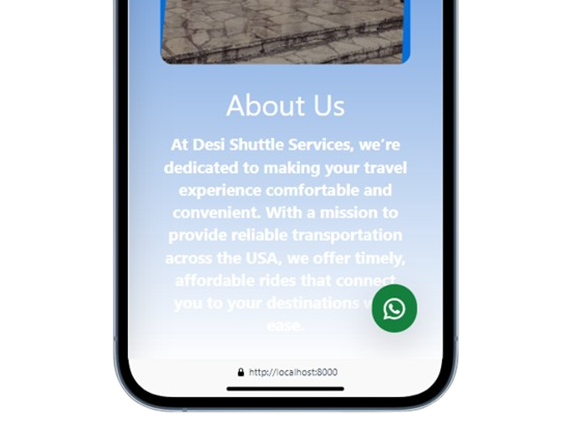 About Us
At Desi Shuttle Services, we're
dedicated to making your travel
experience comfortable and
convenient. With a mission to
provide reliable transportation
across the USA, we offer timely,
affordable rides that connect
you to your destinations
ease.
http://localhost:8000